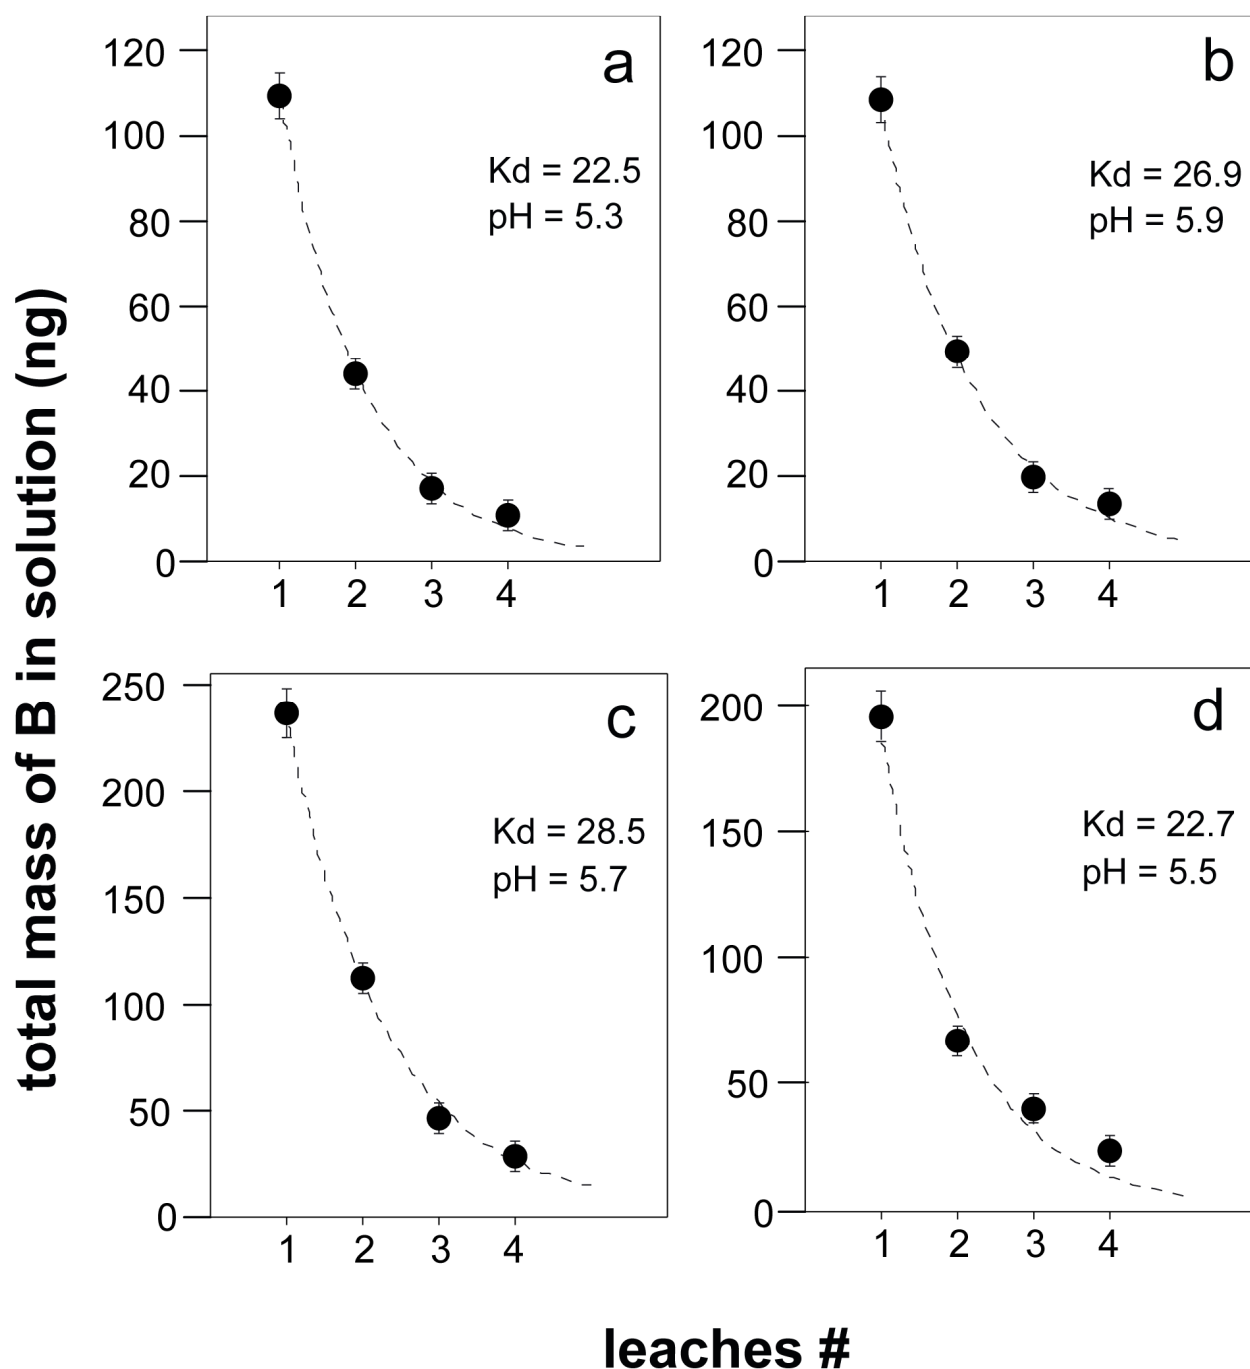 total mass of B in solution (ng)
a
120
100
80
60
40
20
0
Kd = 22.5
pH = 5.3
1 2 3 4
b
120
100
80
60
40
20
0
Kd = 26.9
pH = 5.9
1 2 3 4
c
250
200
150
100
50
0
Kd = 28.5
pH = 5.7
1 2 3 4
d
200
150
100
50
0
Kd = 22.7
pH = 5.5
1 2 3 4
leaches #